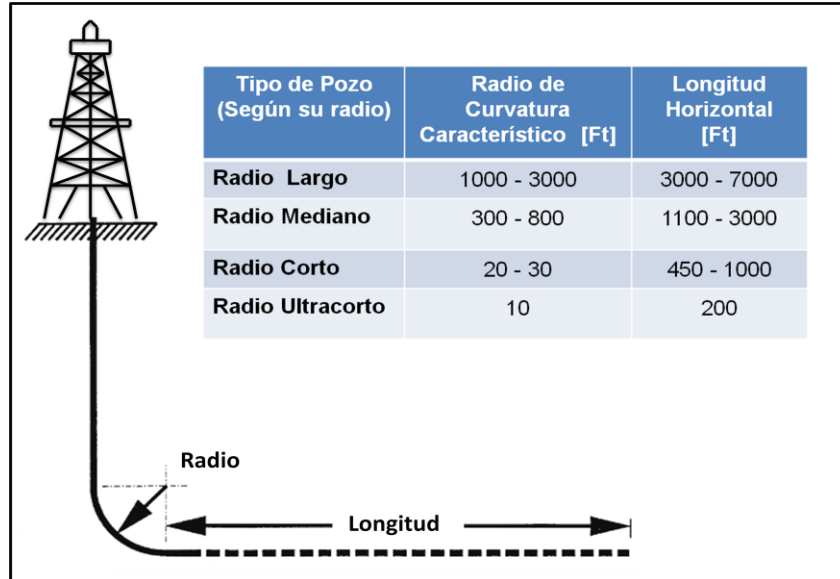 Tipo de Pozo (Según su radio) Radio de Curvatura Característico [Ft] Longitud Horizontal [Ft]
Radio Largo 1000 - 3000 3000 - 7000
Radio Mediano 300 - 800 1100 - 3000
Radio Corto 20 - 30 450 - 1000
Radio Ultracorto 10 200
Radio
Longitud